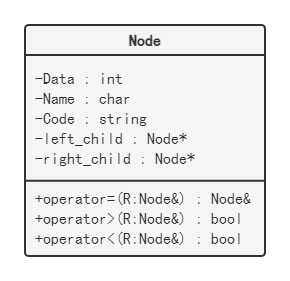 Node
-Data : int
-Name : char
-Code : string
-left_child : Node*
-right_child : Node*
+operator=(R:Node&) : Node&
+operator>(R:Node&) : bool
+operator<(R:Node&) : bool